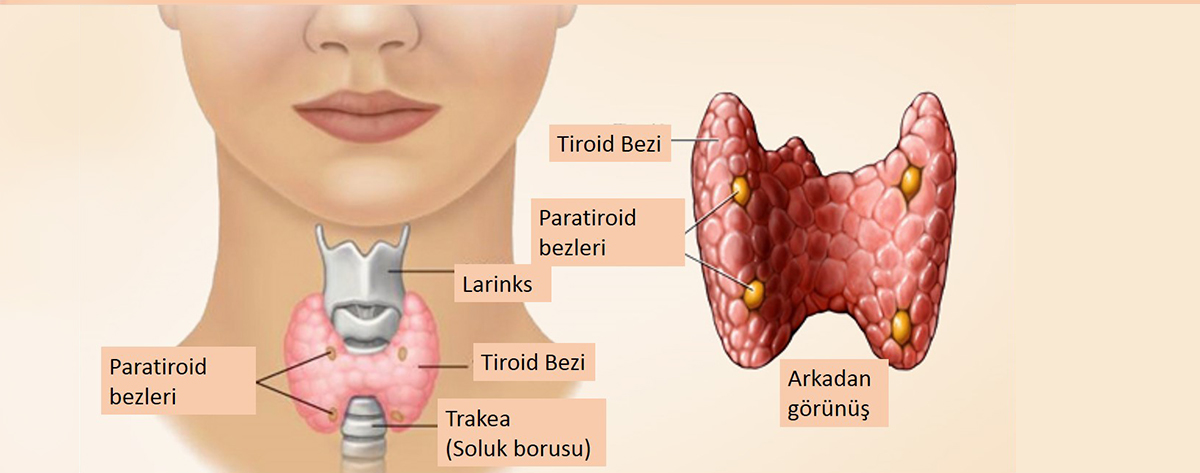 Tiroid Bezi
Paratiroid
bezleri
Larinks
Paratiroid
bezleri
Tiroid Bezi
Trakea
(Soluk borusu)
Arkadan
görünüş